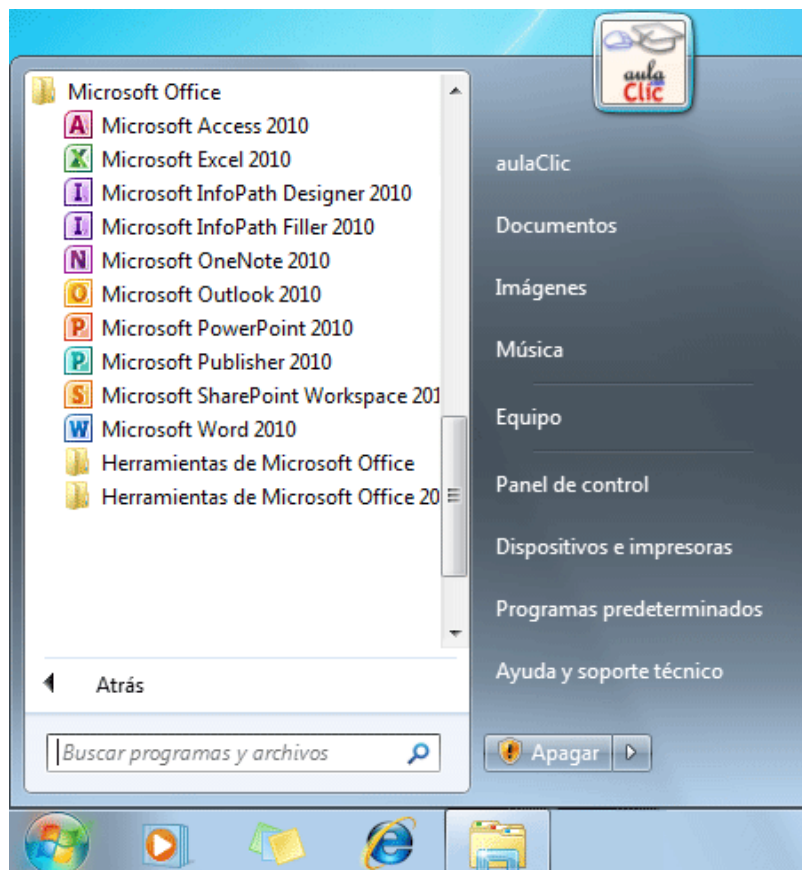 Microsoft Office
Microsoft Access 2010
Microsoft Excel 2010
Microsoft InfoPath Designer 2010
Microsoft InfoPath Filler 2010
Microsoft OneNote 2010
Microsoft Outlook 2010
Microsoft PowerPoint 2010
Microsoft Publisher 2010
Microsoft SharePoint Workspace 201
Microsoft Word 2010
Herramientas de Microsoft Office
Herramientas de Microsoft Office 20
Atrás
Buscar programas y archivos
aula
Clic
aulaClic
Documentos
Imágenes
Música
Equipo
Panel de control
Dispositivos e impresoras
Programas predeterminados
Ayuda y soporte técnico
Apagar